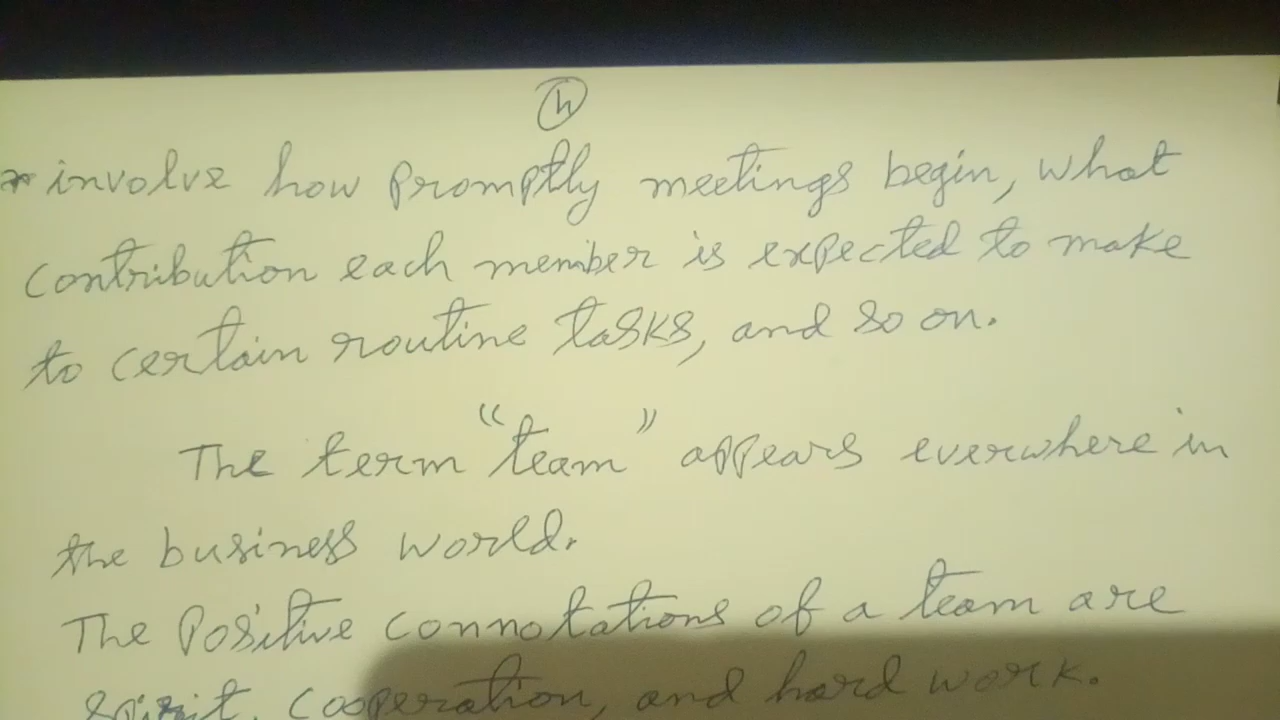 h
involve how promptly meetings begin, what
contribution each member is expected to make
to certain routine tasks, and so on.
The term "team" appears everwhere in
the business world.
The Positive connotations of a team are
spirit, cooperation, and hard work.